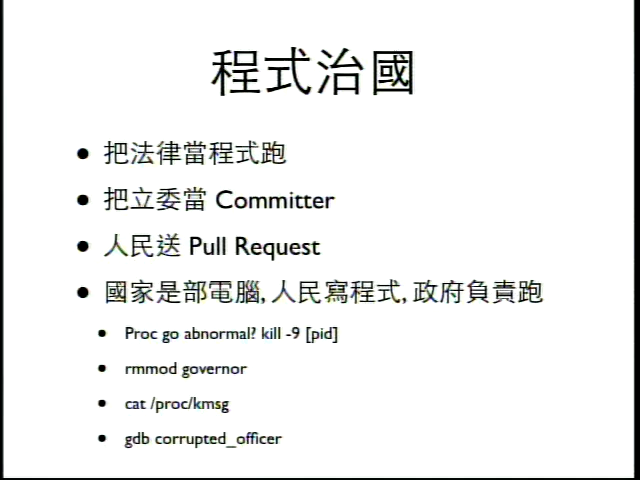 程式治國
把法律當程式跑
把立委當 Committer
人民送 Pull Request
國家是部電腦, 人民寫程式, 政府負責跑
Proc go abnormal? kill -9 [pid]
rmmod governor
cat /proc/kmsg
gdb corrupted_officer